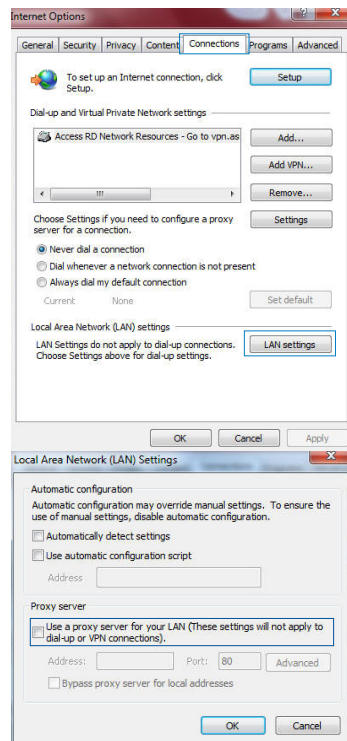 Internet Options
General Security Privacy Content Connections Programs Advanced
To set up an Internet connection, click
Setup.
Setup
Dial-up and Virtual Private Network settings
Access RD Network Resources - Go to vpn.as
Add...
Add VPN...
Remove...
Choose Settings if you need to configure a proxy
server for a connection.
Settings
Never dial a connection
Dial whenever a network connection is not present
Always dial my default connection
Current None
Set default
Local Area Network (LAN) settings
LAN Settings do not apply to dial-up connections.
Choose Settings above for dial-up settings.
LAN settings
OK Cancel Apply
Local Area Network (LAN) Settings
Automatic configuration
Automatic configuration may override manual settings. To ensure the
use of manual settings, disable automatic configuration.
Automatically detect settings
Use automatic configuration script
Address
Proxy server
Use a proxy server for your LAN (These settings will not apply to
dial-up or VPN connections).
Address: Port: 80 Advanced
Bypass proxy server for local addresses
OK Cancel